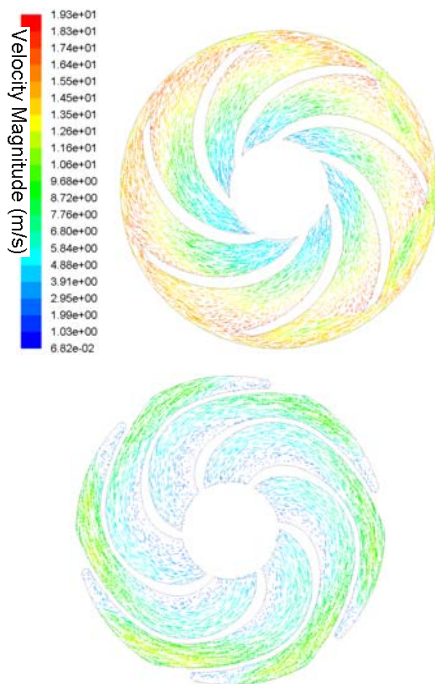 Velocity Magnitude (m/s)
1.93e+01
1.83e+01
1.74e+01
1.64e+01
1.55e+01
1.45e+01
1.35e+01
1.26e+01
1.16e+01
1.06e+01
9.68e+00
8.72e+00
7.76e+00
6.80e+00
5.84e+00
4.88e+00
3.91e+00
2.95e+00
1.99e+00
1.03e+00
6.82e-02